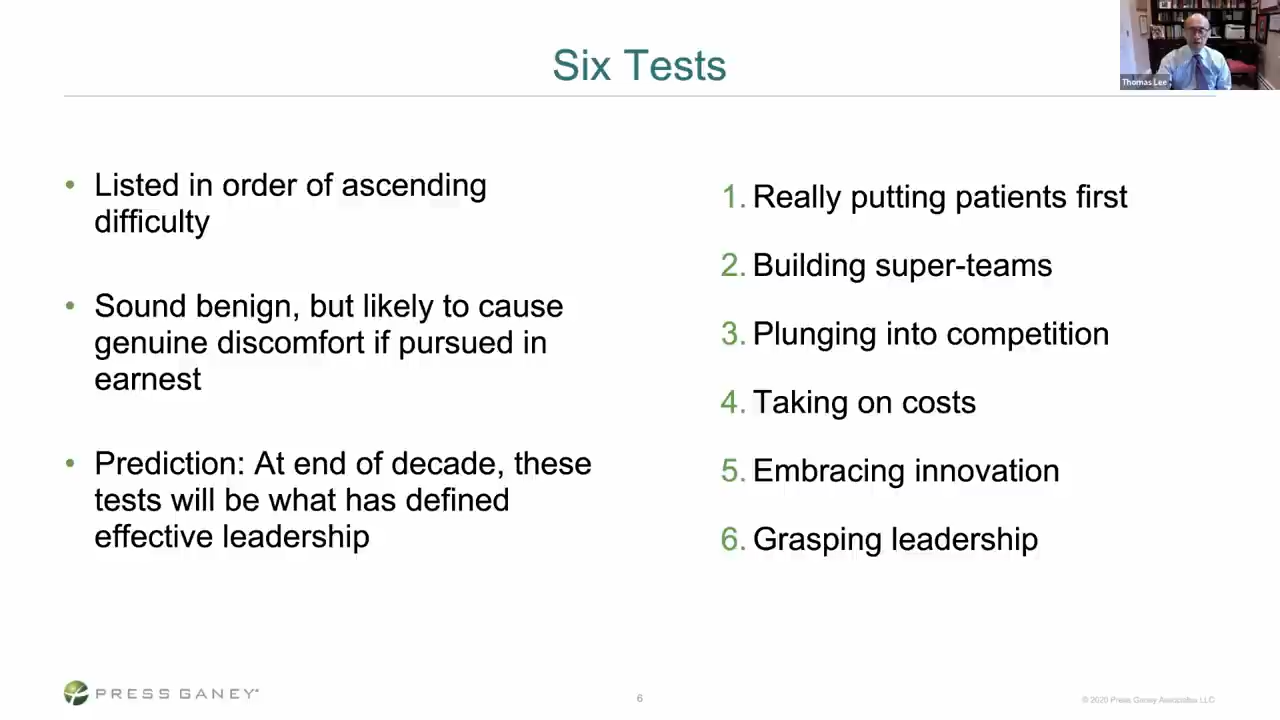 Six Tests
Thomas Lee
• Listed in order of ascending
difficulty
• Sound benign, but likely to cause
genuine discomfort if pursued in
earnest
• Prediction: At end of decade, these
tests will be what has defined
effective leadership
1. Really putting patients first
2. Building super-teams
3. Plunging into competition
4. Taking on costs
5. Embracing innovation
6. Grasping leadership
PRESS GANEY
6
© 2020 Press Ganey Associates LLC